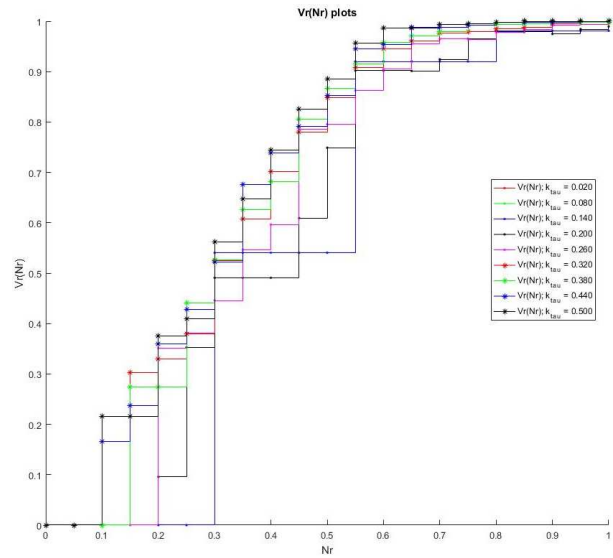 Vr(Nr) plots
1
0.9
0.8
0.7
0.6
0.5
0.4
0.3
0.2
0.1
0
Vr(Nr)
Vr(Nr); k_tau = 0.020
Vr(Nr); k_tau = 0.080
Vr(Nr); k_tau = 0.140
Vr(Nr); k_tau = 0.200
Vr(Nr); k_tau = 0.260
Vr(Nr); k_tau = 0.320
Vr(Nr); k_tau = 0.380
Vr(Nr); k_tau = 0.440
Vr(Nr); k_tau = 0.500
0 0.1 0.2 0.3 0.4 0.5 0.6 0.7 0.8 0.9 1
Nr